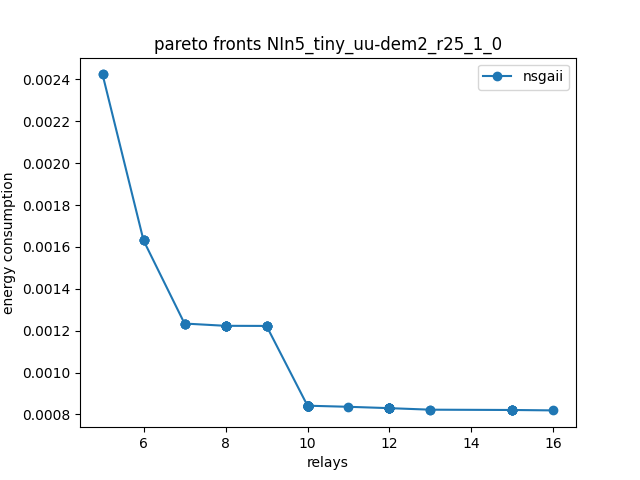 pareto fronts NIn5_tiny_uu-dem2_r25_1_0
nsgaii
0.0024
0.0022
0.0020
0.0018
0.0016
0.0014
0.0012
0.0010
0.0008
energy consumption
6 8 10 12 14 16
relays